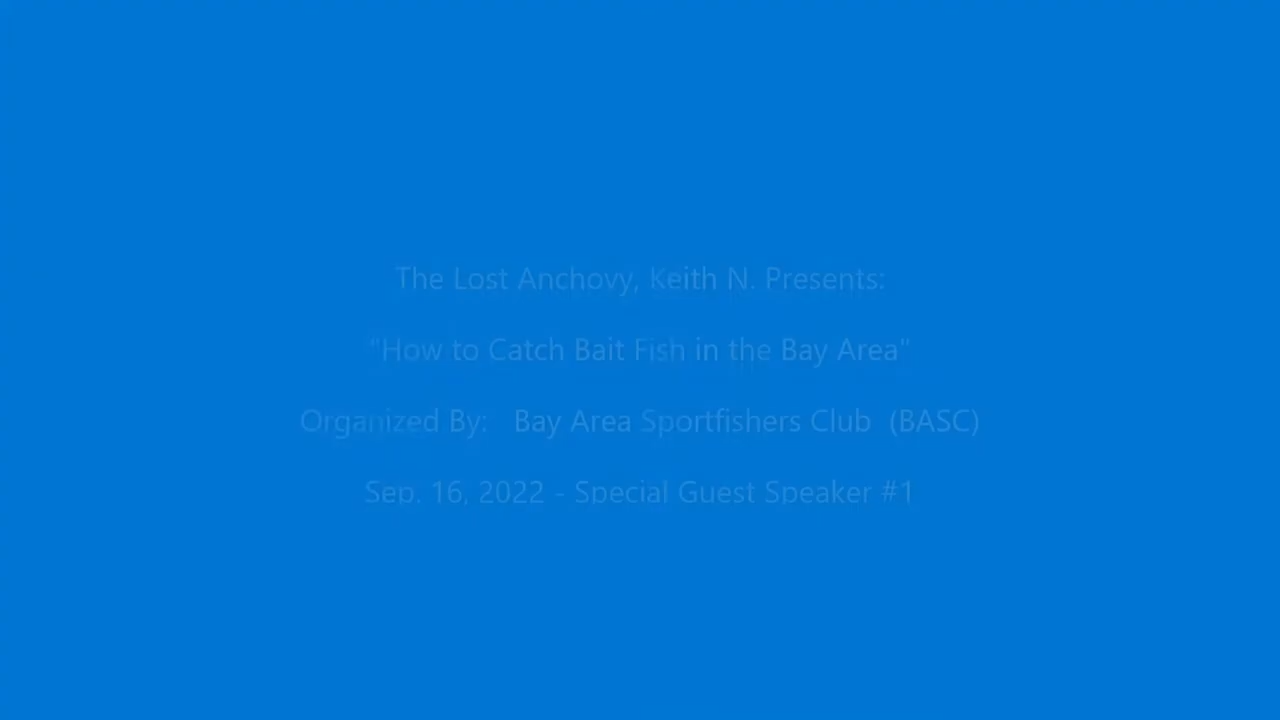 The Lost Anchovy, Keith N. Presents:
"How to Catch Bait Fish in the Bay Area"
Organized By:   Bay Area Sportfishers Club  (BASC)
Sep. 16, 2022 - Special Guest Speaker #1